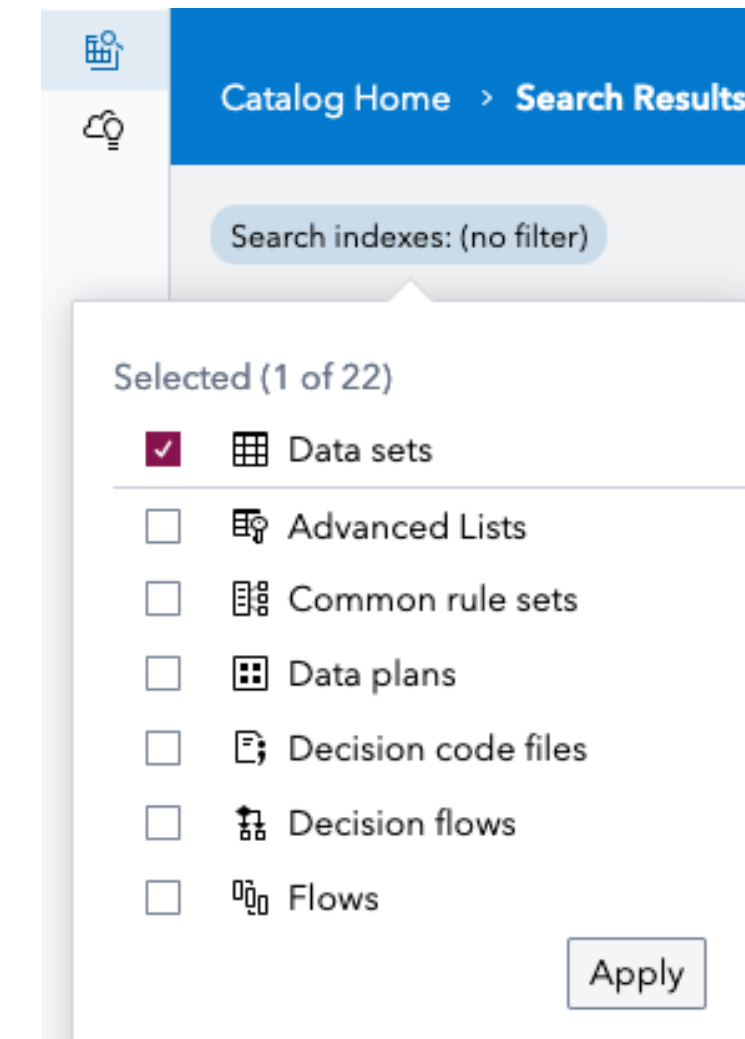 Catalog Home > Search Results
Search indexes: (no filter)
Selected (1 of 22)
Data sets
Advanced Lists
Common rule sets
Data plans
Decision code files
Decision flows
Flows
Apply